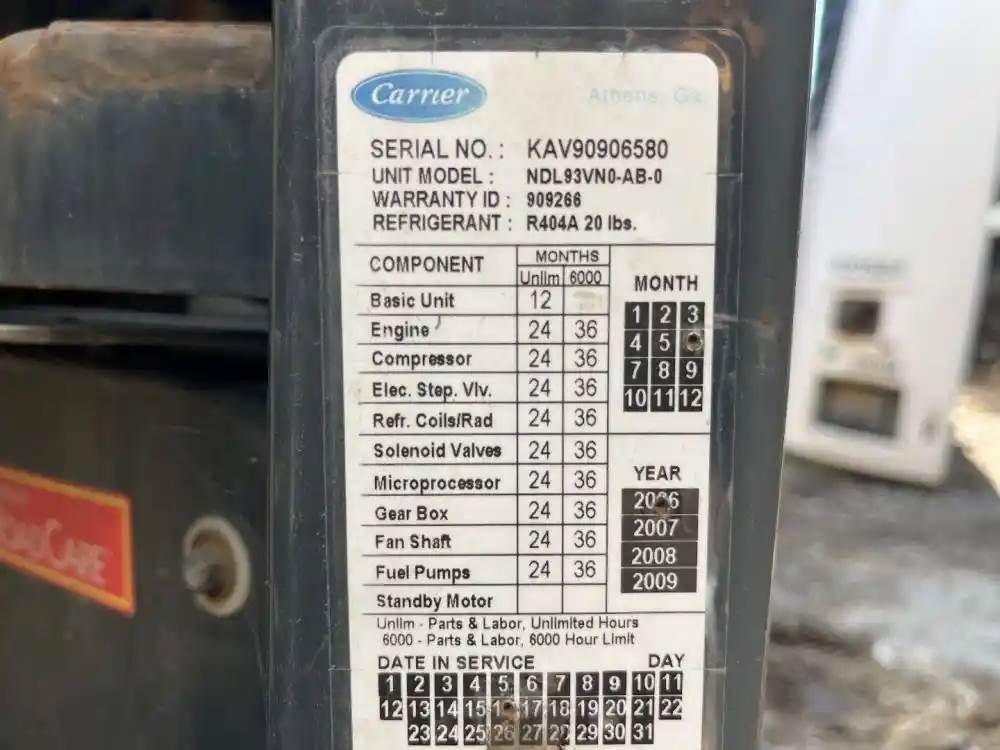 Carrier
Athens, Ga.
SERIAL NO. : KAV90906580
UNIT MODEL : NDL93VN0-AB-0
WARRANTY ID : 909266
REFRIGERANT : R404A 20 lbs.
COMPONENT MONTHS
Unlim 6000
Basic Unit 12
Engine 24 36
Compressor 24 36
Elec. Step. Vlv. 24 36
Refr. Coils/Rad 24 36
Solenoid Valves 24 36
Microprocessor 24 36
Gear Box 24 36
Fan Shaft 24 36
Fuel Pumps 24 36
Standby Motor
MONTH
1 2 3
4 5
7 8 9
10 11 12
YEAR
2006
2007
2008
2009
Unlim - Parts & Labor, Unlimited Hours
6000 - Parts & Labor, 6000 Hour Limit
DATE IN SERVICE DAY
1 2 3 4 5 6 7 8 9 10 11
12 13 14 15 17 18 19 20 21 22
23 24 25 26 27 28 29 30 31
ROADCARE